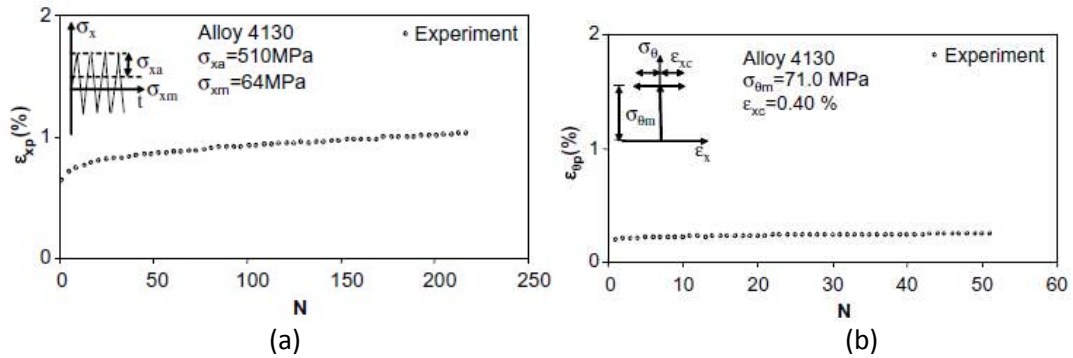 2
σx
Alloy 4130
Experiment
σxa=510MPa
σxm=64MPa
σxa
σxm
t
εxp(%)
1
0
0 50 100 150 200 250
N
(a)
2
σθ
εxc
Alloy 4130
Experiment
σθm=71.0 MPa
εxc=0.40 %
σθm
εx
εθp(%)
1
0
0 10 20 30 40 50 60
N
(b)